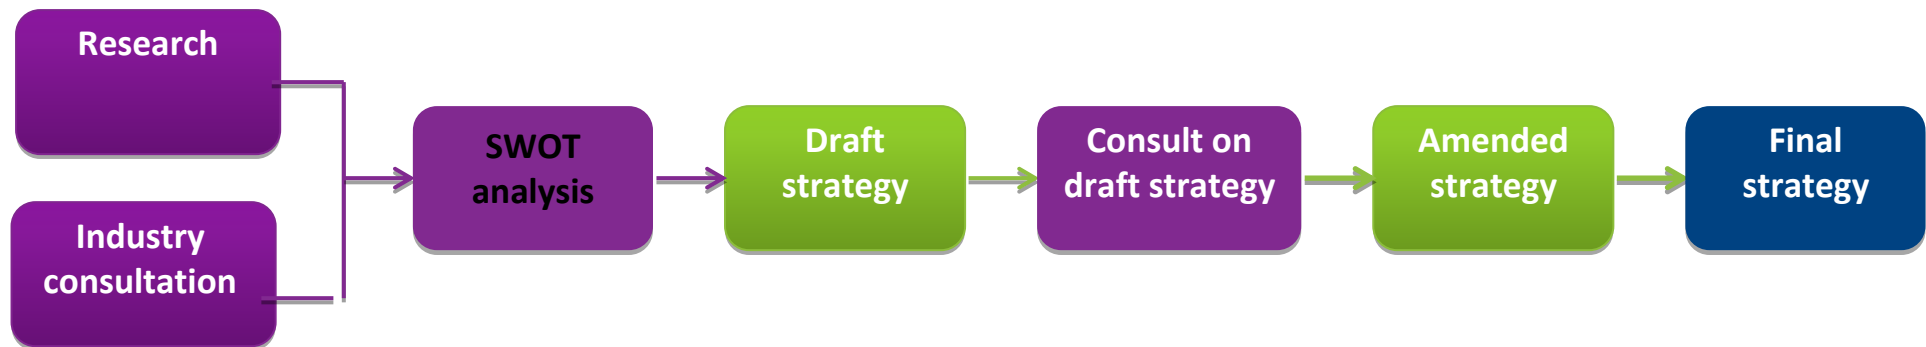 Research
Industry
consultation
SWOT
analysis
Draft
strategy
Consult on
draft strategy
Amended
strategy
Final
strategy